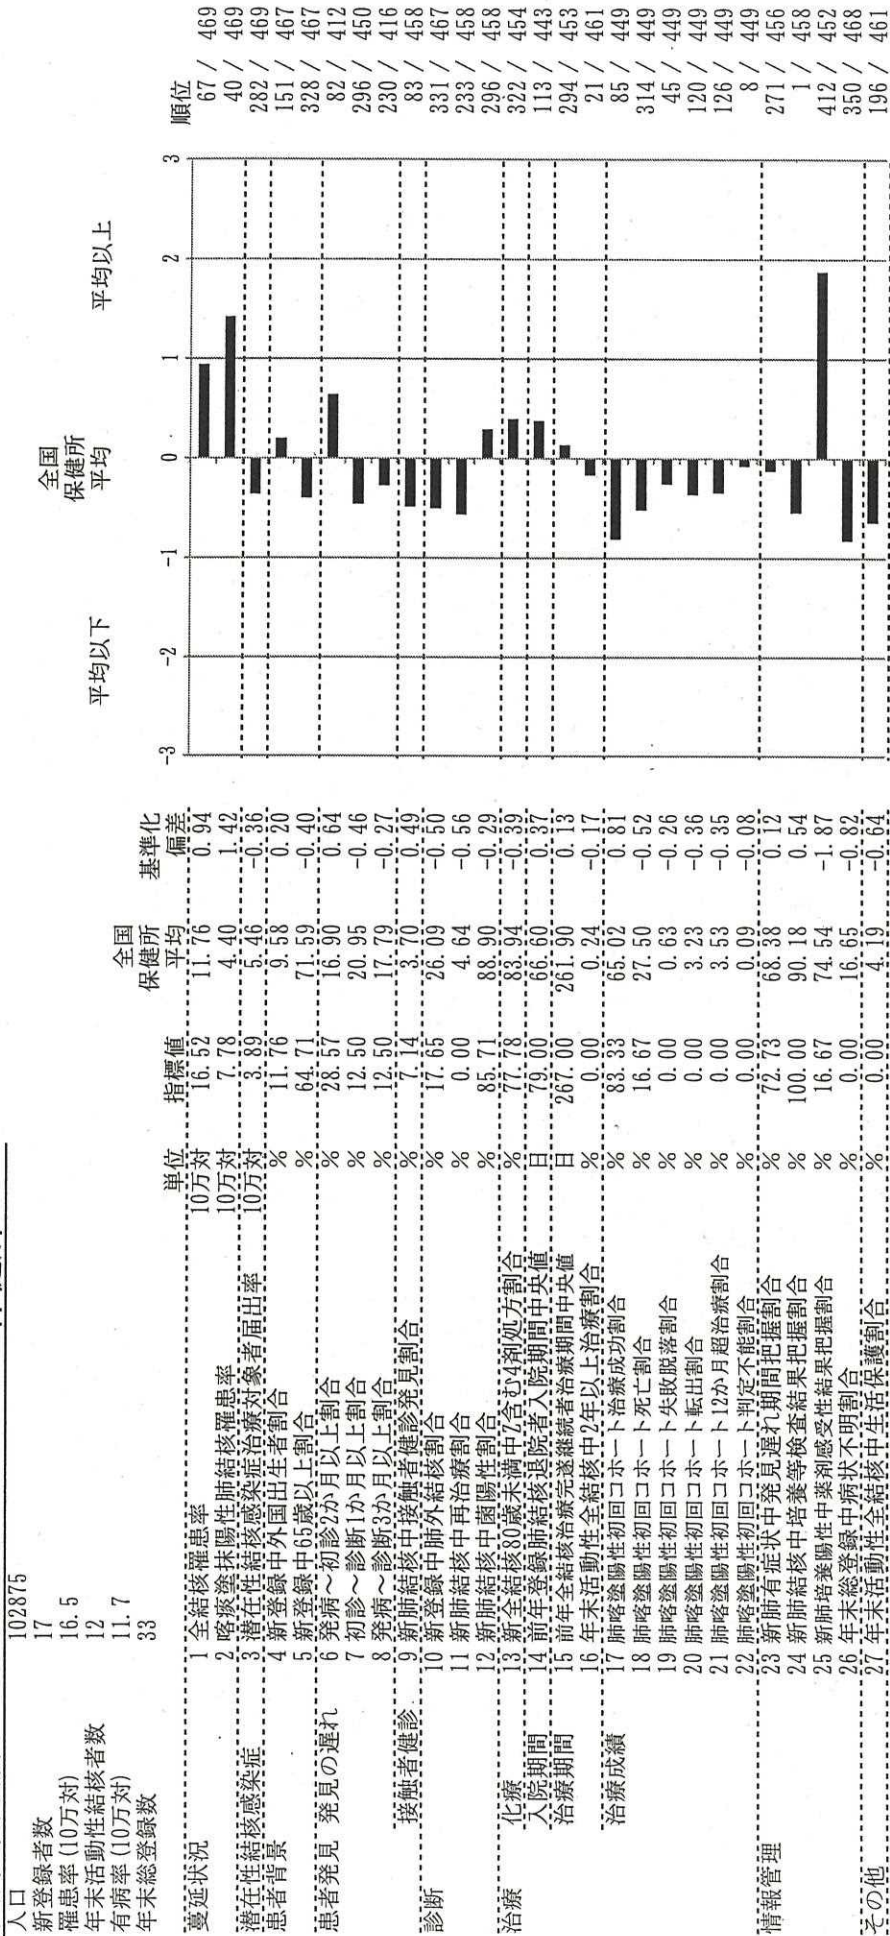 人口 102875
新登録者数 17
罹患率(10万対) 16.5
年末活動性結核者数 12
有病率(10万対) 11.7
年末総登録数 33
単位 指標値 全国保健所平均 基準化偏差 平均以下 全国保健所平均 平均以上 順位
-3 -2 -1 0 1 2 3
蔓延状況 1 全結核罹患率 10万対 16.52 11.76 0.94 67 / 469
2 喀痰塗抹陽性肺結核罹患率 10万対 7.78 4.40 1.42 40 / 469
潜在性結核感染症 3 潜在性結核感染症治療対象者届出率 10万対 3.89 5.46 -0.36 282 / 469
患者背景 4 新登録中外国出生者割合 % 11.76 9.58 0.20 151 / 467
5 新登録中65歳以上割合 % 64.71 71.59 -0.40 328 / 467
患者発見 発見の遅れ 6 発病~初診2か月以上割合 % 28.57 16.90 0.64 82 / 412
7 初診~診断1か月以上割合 % 12.50 20.95 -0.46 296 / 450
8 発病~診断3か月以上割合 % 12.50 17.79 -0.27 230 / 416
接触者健診 9 新肺結核中接触者健診発見割合 % 7.14 3.70 0.49 83 / 458
診断 10 新登録中肺外結核割合 % 17.65 26.09 -0.50 331 / 467
11 新肺結核中再治療割合 % 0.00 4.64 -0.56 233 / 458
12 新肺結核中菌陽性割合 % 85.71 88.90 -0.29 296 / 458
治療 化療 13 新全結核80歳未満中Z含む4剤処方割合 % 77.78 83.94 -0.39 322 / 454
入院期間 14 前年登録肺結核退院者入院期間中央値 日 79.00 66.60 0.37 113 / 443
治療期間 15 前年全結核治療完遂継続者治療期間中央値 日 267.00 261.90 0.13 294 / 453
16 年末活動性全結核中2年以上治療割合 % 0.00 0.24 -0.17 21 / 461
治療成績 17 肺喀塗陽性初回コホート治療成功割合 % 83.33 65.02 0.81 85 / 449
18 肺喀塗陽性初回コホート死亡割合 % 16.67 27.50 -0.52 314 / 449
19 肺喀塗陽性初回コホート失敗脱落割合 % 0.00 0.63 -0.26 45 / 449
20 肺喀塗陽性初回コホート転出割合 % 0.00 3.23 -0.36 120 / 449
21 肺喀塗陽性初回コホート12か月超治療割合 % 0.00 3.53 -0.35 126 / 449
22 肺喀塗陽性初回コホート判定不能割合 % 0.00 0.09 -0.08 8 / 449
情報管理 23 新肺有症状中発見遅れ期間把握割合 % 72.73 68.38 0.12 271 / 456
24 新肺結核中培養等検査結果把握割合 % 100.00 90.18 0.54 1 / 458
25 新肺培養陽性中薬剤感受性結果把握割合 % 16.67 74.54 -1.87 412 / 452
26 年末総登録中病状不明割合 % 0.00 16.65 -0.82 350 / 468
その他 27 年末活動性全結核中生活保護割合 % 0.00 4.19 -0.64 196 / 461